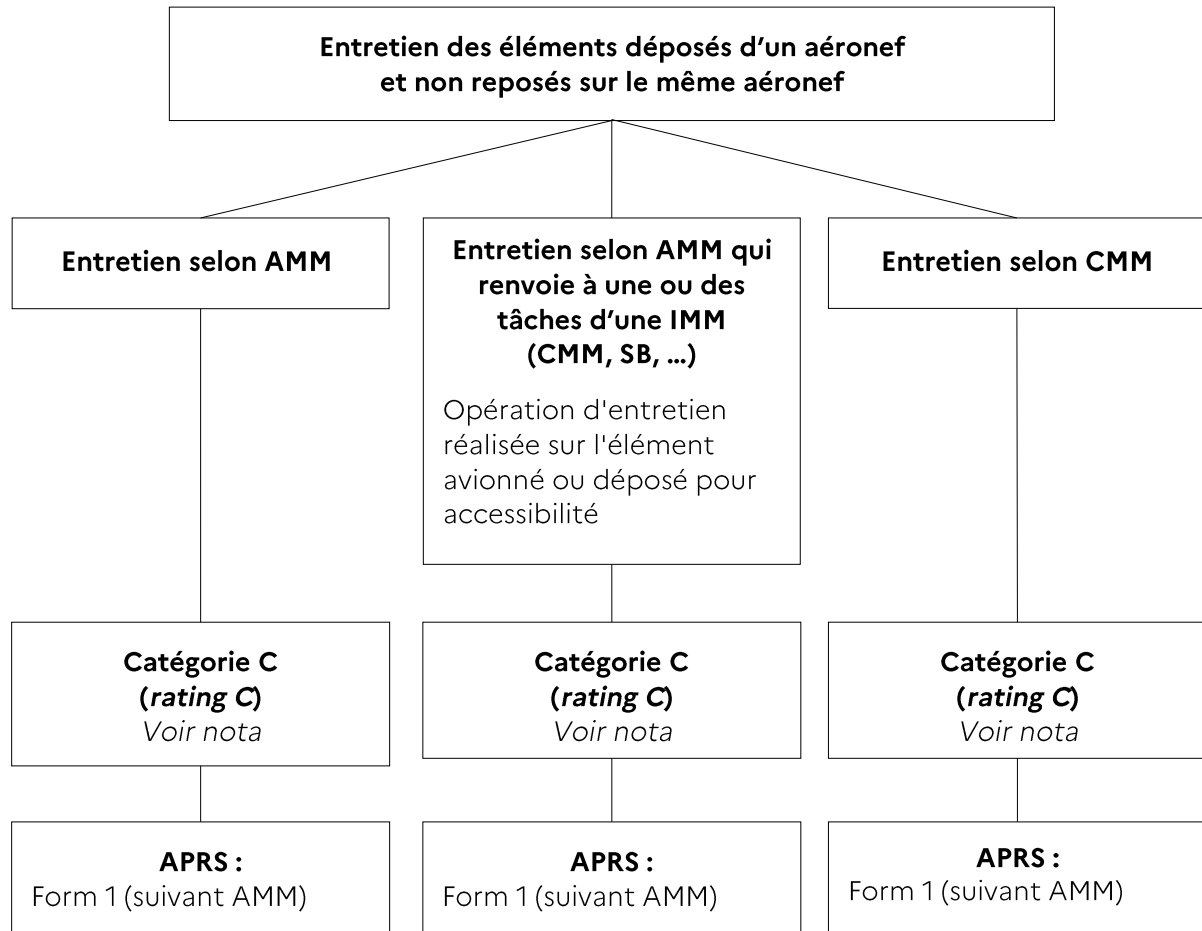 Entretien des éléments déposés d’un aéronef
et non reposés sur le même aéronef
Entretien selon AMM
Entretien selon AMM qui
renvoie à une ou des
tâches d’une IMM
(CMM, SB, ...)
Opération d'entretien
réalisée sur l'élément
avionné ou déposé pour
accessibilité
Entretien selon CMM
Catégorie C
(rating C)
Voir nota
Catégorie C
(rating C)
Voir nota
Catégorie C
(rating C)
Voir nota
APRS :
Form 1 (suivant AMM)
APRS :
Form 1 (suivant AMM)
APRS :
Form 1 (suivant AMM)